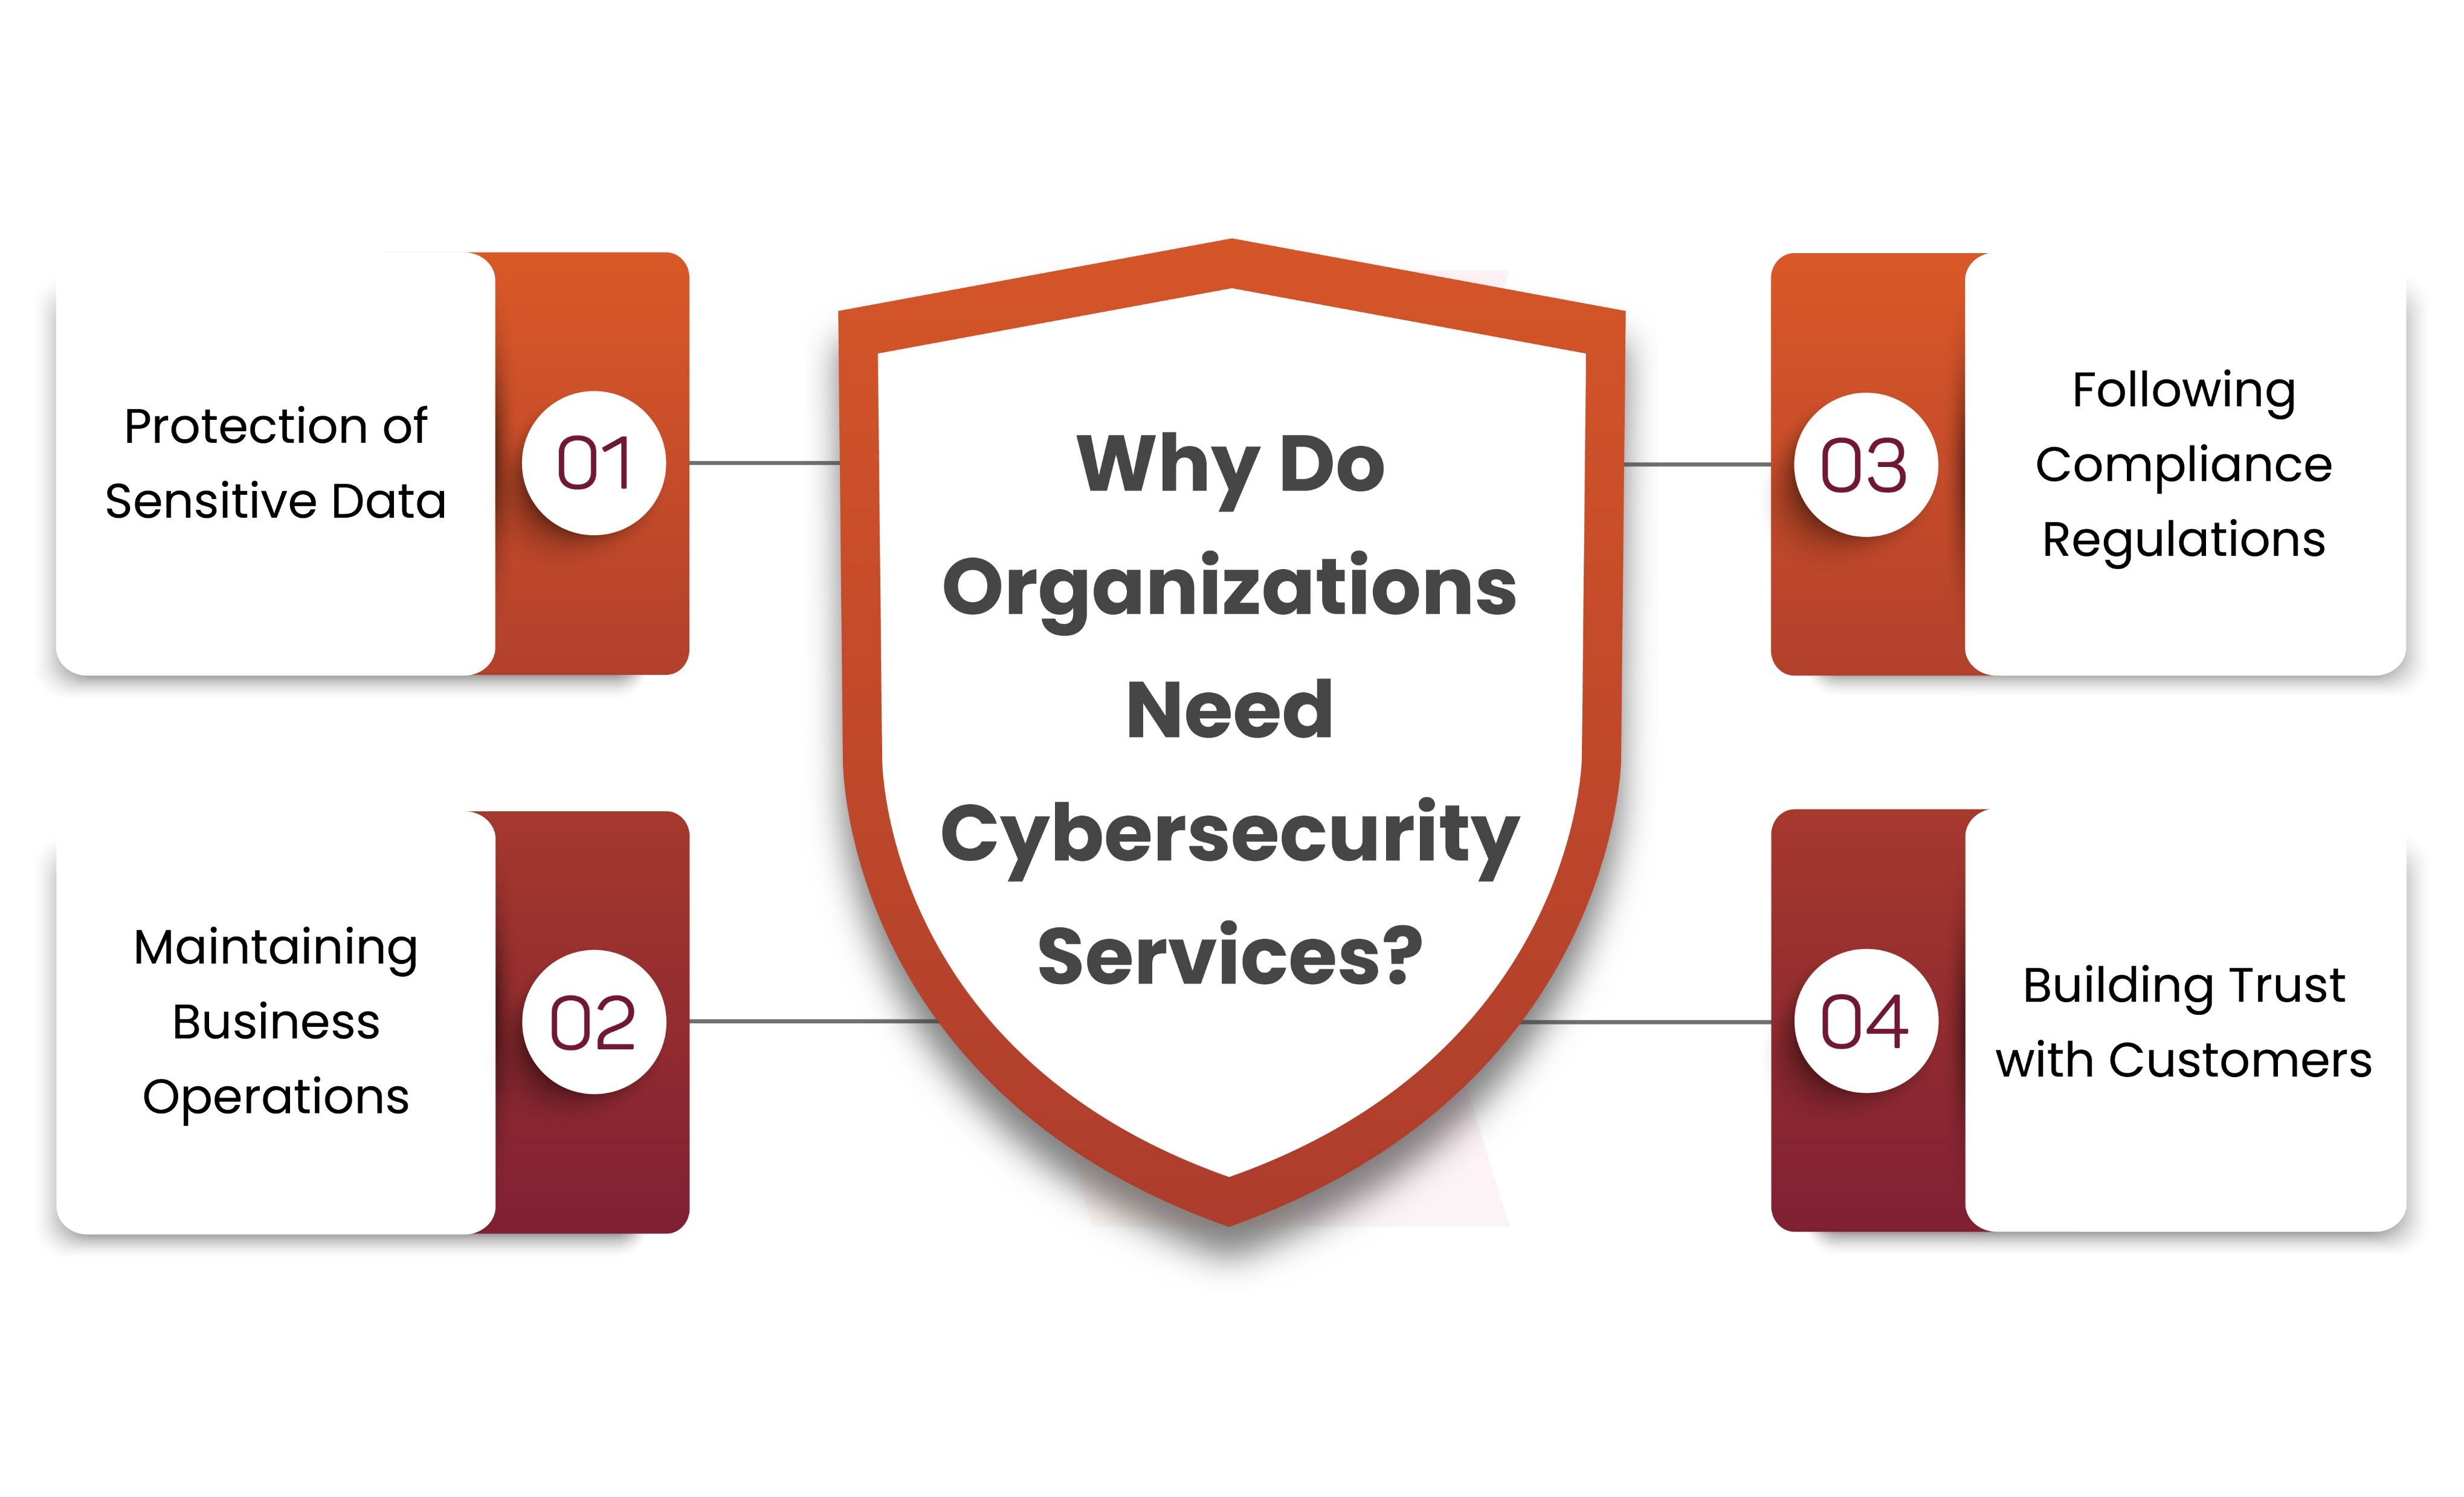 Protection of
Sensitive Data
01
Maintaining
Business
Operations
02
Why Do
Organizations
Need
Cybersecurity
Services?
03
Following
Compliance
Regulations
04
Building Trust
with Customers